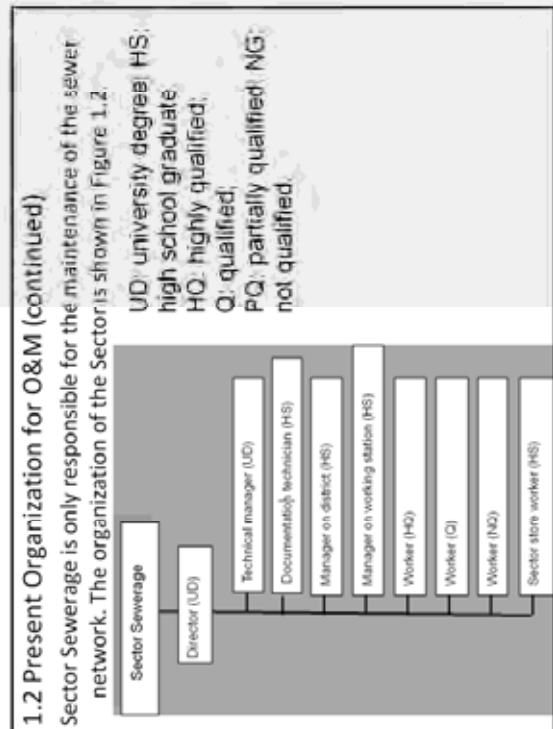 1.2 Present Organization for O&M (continued)
Sector Sewerage is only responsible for the maintenance of the sewer
network. The organization of the Sector is shown in Figure 1.2.
Sector Sewerage
Director (UD)
Technical manager (UD)
Documentation technician (HS)
Manager on district (HS)
Manager on working station (HS)
Worker (HQ)
Worker (Q)
Worker (NQ)
Sector store worker (HS)
UD: university degree; HS:
high school graduate
HQ: highly qualified;
Q: qualified;
PQ: partially qualified; NG:
not qualified.